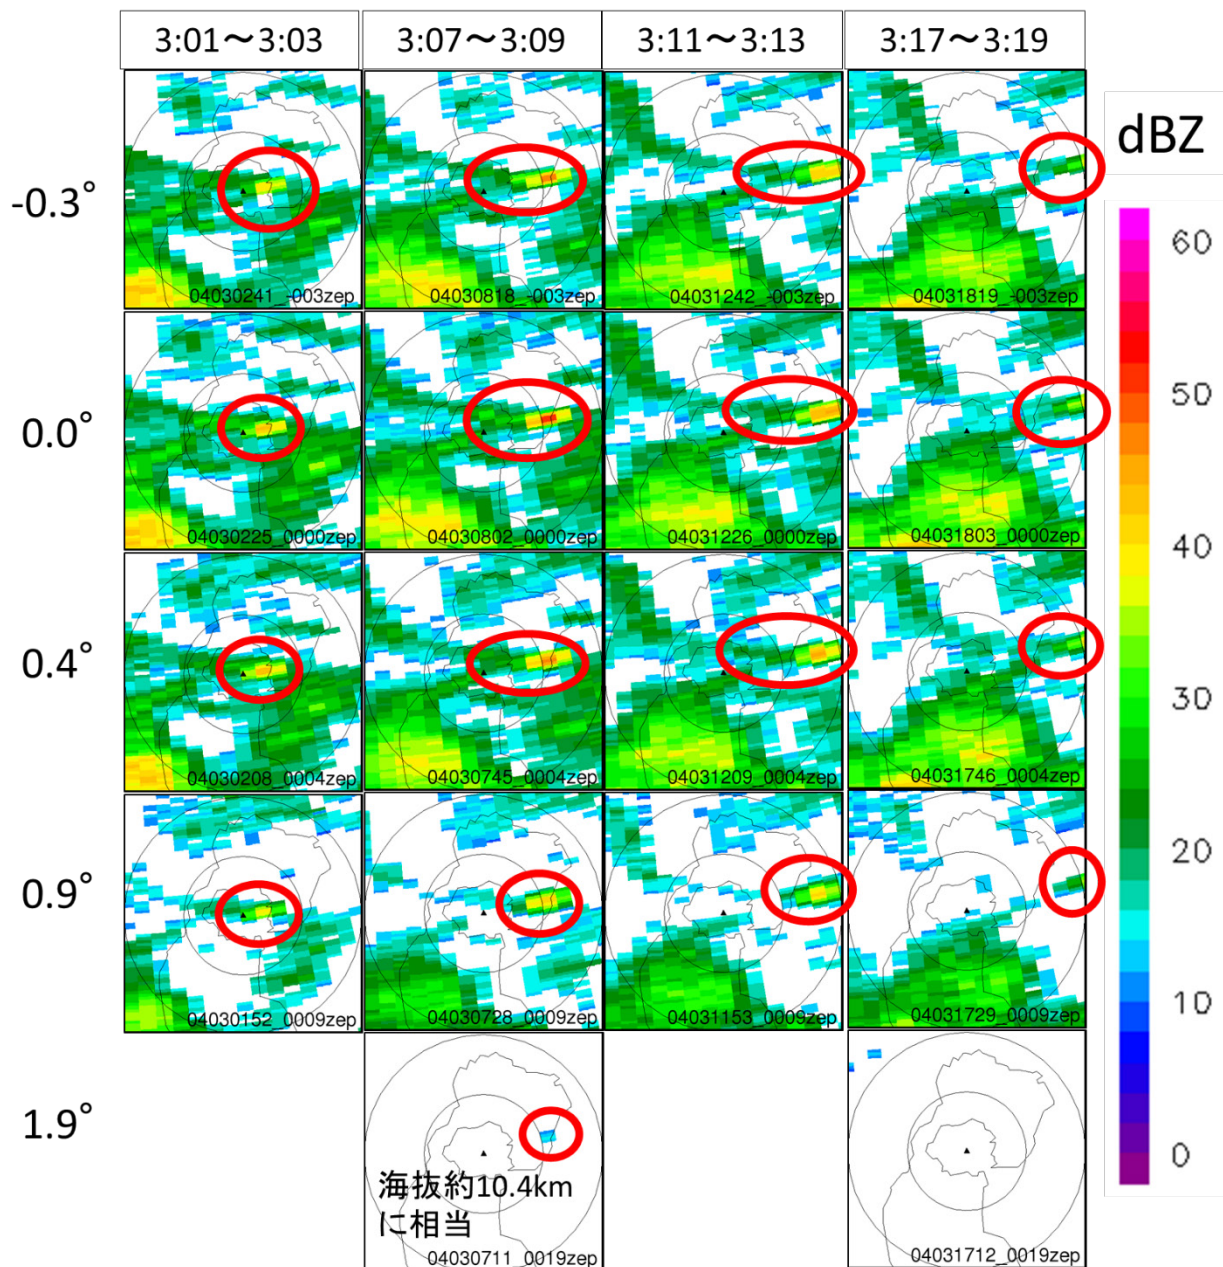 3:01～3:03
3:07～3:09
3:11～3:13
3:17～3:19
dBZ
-0.3°
04030241_-003zep
04030818_-003zep
04031242_-003zep
04031819_-003zep
0.0°
04030225_0000zep
04030802_0000zep
04031226_0000zep
04031803_0000zep
0.4°
04030208_0004zep
04030745_0004zep
04031209_0004zep
04031746_0004zep
0.9°
04030152_0009zep
04030728_0009zep
04031153_0009zep
04031729_0009zep
1.9°
海抜約10.4km
に相当
04030711_0019zep
04031712_0019zep
60
50
40
30
20
10
0